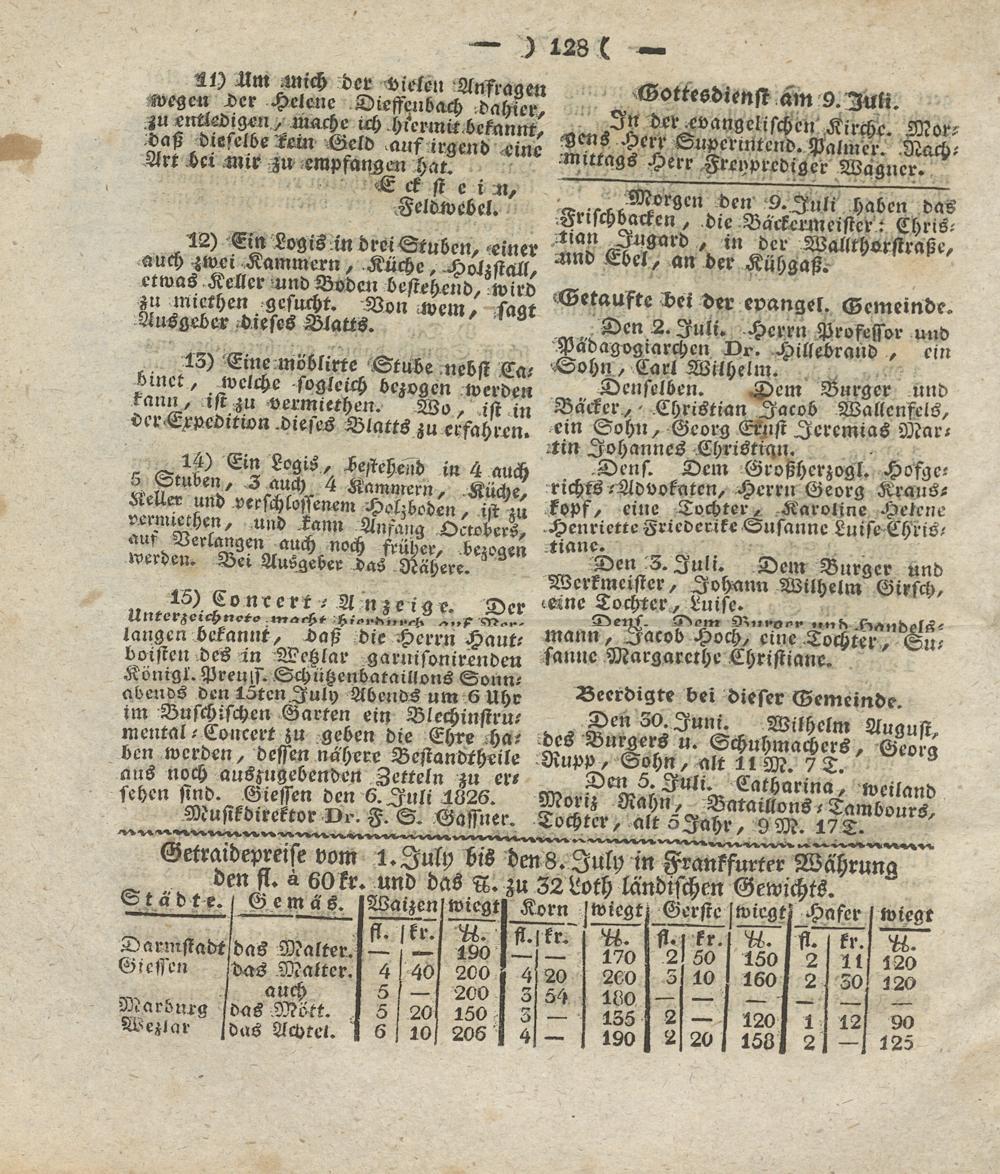 — ) 128 ( —
11) Um mich der vielen Anfragen
wegen der Helene Dieffenbach dahier,
zu entledigen, mache ich hiermit bekannt,
daß dieselbe kein Geld auf irgend eine
Art bei mir zu empfangen hat.
Eckstein,
Feldwebel.
12) Ein Logis in drei Stuben, einer
auch zwei Kammern, Küche, Holzstall,
etwas Keller und Boden bestehend, wird
zu miethen gesucht. Von wem, sagt
Ausgeber dieses Blatts.
13) Eine möblirte Stube nebst Ca-
binet, welche sogleich bezogen werden
kann, ist zu vermiethen. Wo, ist in
der Expedition dieses Blatts zu erfahren.
14) Ein Logis, bestehend in 4 auch
5 Stuben, 3 auch 4 Kammern, Küche,
Keller und verschlossenem Holzboden, ist zu
vermiethen, und kann Anfang Octobers,
auf Verlangen auch noch früher, bezogen
werden. Bei Ausgeber das Nähere.
15) Concert-Anzeige. Der
Unterzeichnete macht hierdurch auf Ver-
langen bekannt, daß die Herrn Haut-
boisten des in Wetzlar garnisonirenden
Königl. Preuss. Schützenbataillons Sonn-
abends den 15ten July Abends um 6 Uhr
im Buschischen Garten ein Blechinstru-
mental-Concert zu geben die Ehre ha-
ben werden, dessen nähere Bestandtheile
aus noch auszugebenden Zetteln zu er-
sehen sind. Giessen den 6. Juli 1826.
Musikdirektor Dr. F. S. Gassner.
Gottesdienst am 9. Juli.
In der evangelischen Kirche. Mor-
gens Herr Superintend. Palmer. Nach-
mittags Herr Freyprediger Wagner.
Morgen den 9. Juli haben das
Frischbacken, die Bäckermeister: Chris-
tian Jugard, in der Wallthorstraße,
und Ebel, an der Kühgaß.
Getaufte bei der evangel. Gemeinde.
Den 2. Juli. Herrn Professor und
Pädagogiarchen Dr. Hillebrand, ein
Sohn, Carl Wilhelm.
Denselben. Dem Burger und
Bäcker, Christian Jacob Wallenfels,
ein Sohn, Georg Ernst Jeremias Mar-
tin Johannes Christian.
Dens. Dem Großherzogl. Hofge-
richts-Advokaten, Herrn Georg Kraus-
kopf, eine Tochter, Karoline Helene
Henriette Friederike Susanne Luise Chris-
tiane.
Den 3. Juli. Dem Burger und
Werkmeister, Johann Wilhelm Girsch,
eine Tochter, Luise.
Dens. Dem Burger und Handels-
mann, Jacob Hoch, eine Tochter, Su-
sanne Margarethe Christiane.
Beerdigte bei dieser Gemeinde.
Den 30. Juni. Wilhelm August,
des Burgers u. Schuhmachers, Georg
Rupp, Sohn, alt 11 M. 7 T.
Den 5. Juli. Catharina, weiland
Moriz Rahn, Bataillons-Tambours,
Tochter, alt 5 Jahr, 9 M. 17 T.
Getraidepreise vom 1. July bis den 8. July in Frankfurter Währung
den fl. à 60 kr. und das ℔. zu 32 Loth ländischen Gewichts.
Städte. Gemäs. Waizen wiegt Korn wiegt Gerste wiegt Hafer wiegt
fl. kr. ℔. fl. kr. ℔. fl. kr. ℔. fl. kr. ℔.
Darmstadt das Malter. — — 190 — — 170 2 50 150 2 11 120
Giessen das Malter. 4 40 200 4 20 200 3 10 160 2 30 120
auch 5 — 200 3 54 180 — — — — — —
Marburg das Mött. 5 20 150 3 — 135 2 — 120 1 12 90
Wezlar das Achtel. 6 10 206 4 — 190 2 20 158 2 — 125